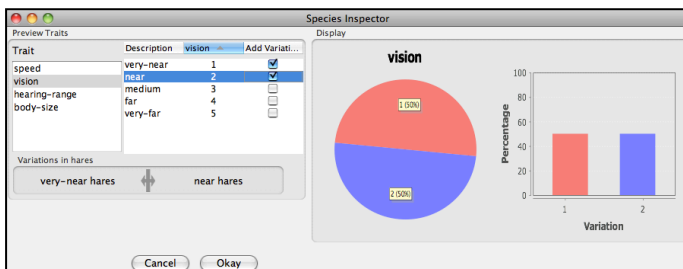 Species Inspector
Preview Traits
Trait
speed
vision
hearing-range
body-size
Description vision Add Variati...
very-near 1
near 2
medium 3
far 4
very-far 5
Variations in hares
very-near hares near hares
Cancel Okay
Display
vision
1 (50%)
2 (50%)
Percentage
100
80
60
40
20
0
1 2
Variation